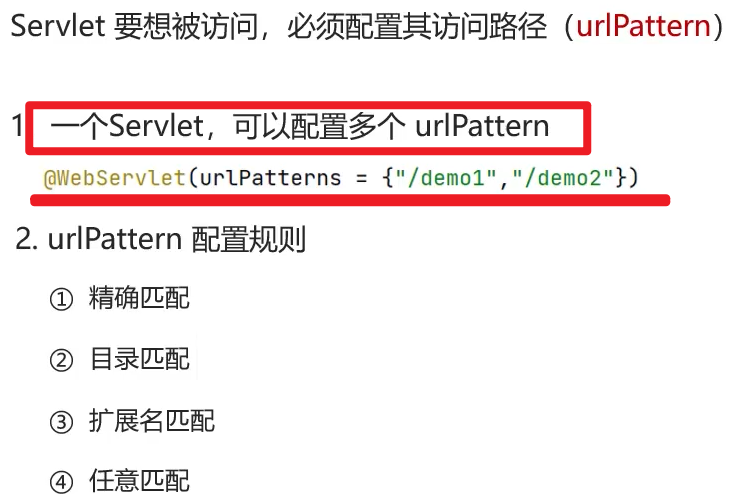 Servlet 要想被访问，必须配置其访问路径（urlPattern）
1 一个Servlet，可以配置多个 urlPattern
@WebServlet(urlPatterns = {"/demo1","/demo2"})
2. urlPattern 配置规则
① 精确匹配
② 目录匹配
③ 扩展名匹配
④ 任意匹配